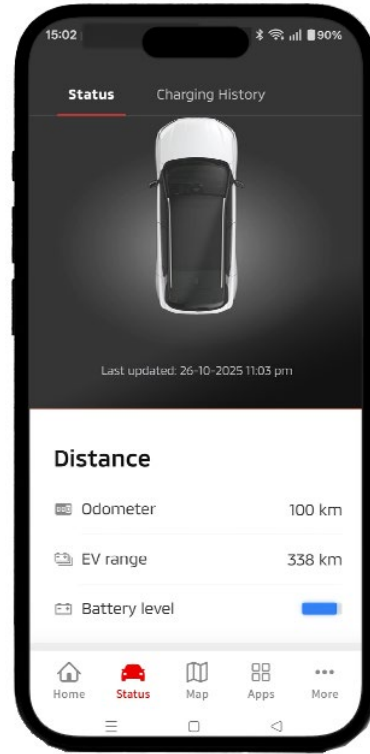 15:02 90%
Status Charging History
Last updated: 26-10-2025 11:03 pm
Distance
Odometer 100 km
EV range 338 km
Battery level
Home Status Map Apps More